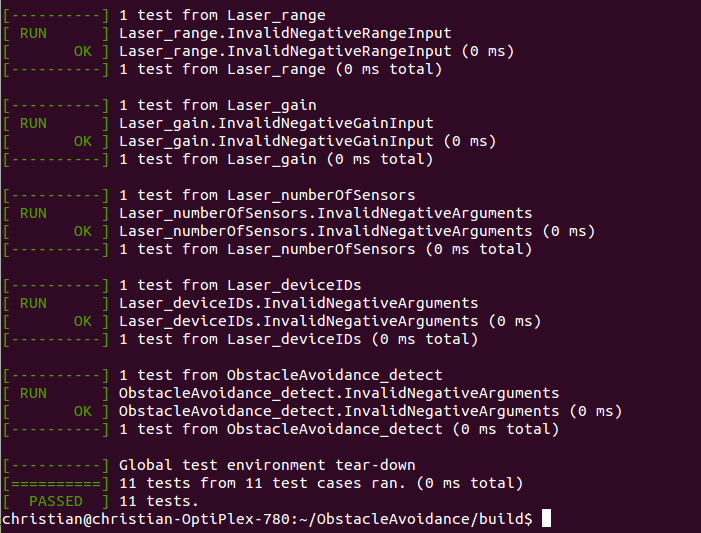 [----------] 1 test from Laser_range
[ RUN      ] Laser_range.InvalidNegativeRangeInput
[       OK ] Laser_range.InvalidNegativeRangeInput (0 ms)
[----------] 1 test from Laser_range (0 ms total)

[----------] 1 test from Laser_gain
[ RUN      ] Laser_gain.InvalidNegativeGainInput
[       OK ] Laser_gain.InvalidNegativeGainInput (0 ms)
[----------] 1 test from Laser_gain (0 ms total)

[----------] 1 test from Laser_numberOfSensors
[ RUN      ] Laser_numberOfSensors.InvalidNegativeArguments
[       OK ] Laser_numberOfSensors.InvalidNegativeArguments (0 ms)
[----------] 1 test from Laser_numberOfSensors (0 ms total)

[----------] 1 test from Laser_deviceIDs
[ RUN      ] Laser_deviceIDs.InvalidNegativeArguments
[       OK ] Laser_deviceIDs.InvalidNegativeArguments (0 ms)
[----------] 1 test from Laser_deviceIDs (0 ms total)

[----------] 1 test from ObstacleAvoidance_detect
[ RUN      ] ObstacleAvoidance_detect.InvalidNegativeArguments
[       OK ] ObstacleAvoidance_detect.InvalidNegativeArguments (0 ms)
[----------] 1 test from ObstacleAvoidance_detect (0 ms total)

[----------] Global test environment tear-down
[==========] 11 tests from 11 test cases ran. (0 ms total)
[  PASSED  ] 11 tests.
christian@christian-OptiPlex-780:~/ObstacleAvoidance/build$